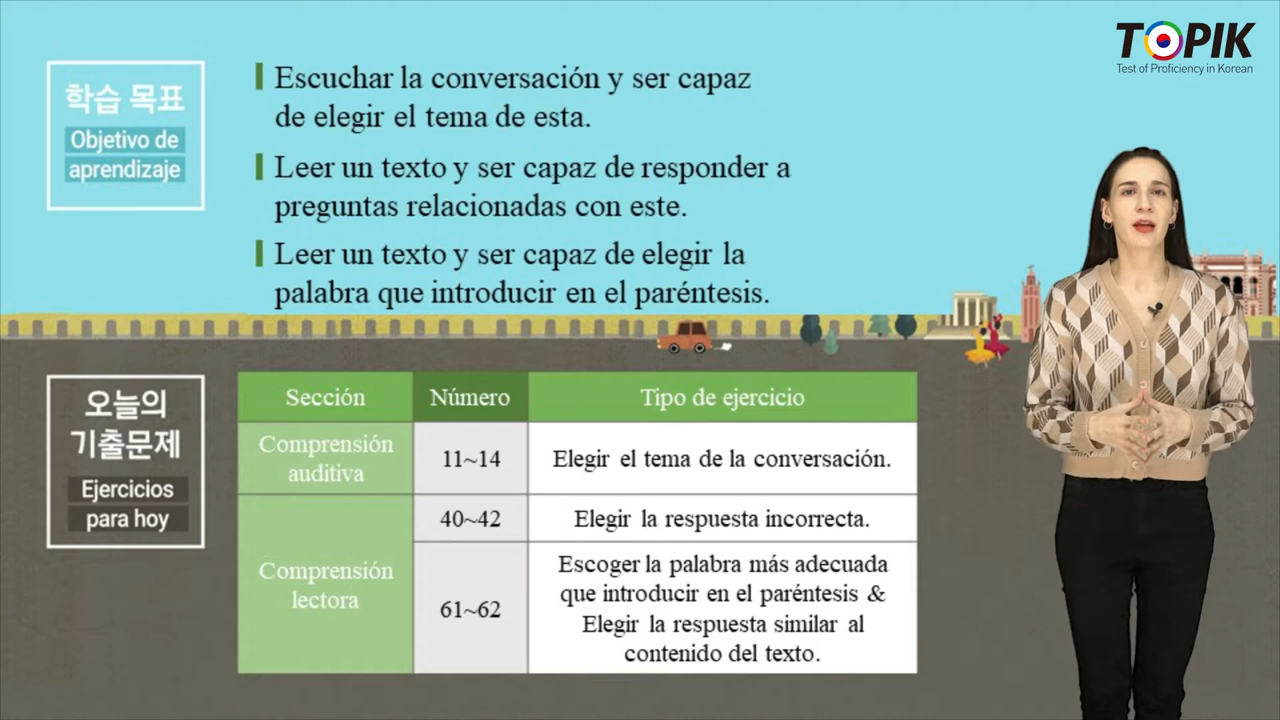 TOPIK
Test of Proficiency in Korean
학습 목표
Objetivo de
aprendizaje
Escuchar la conversación y ser capaz
de elegir el tema de esta.
Leer un texto y ser capaz de responder a
preguntas relacionadas con este.
Leer un texto y ser capaz de elegir la
palabra que introducir en el paréntesis.
오늘의
기출문제
Ejercicios
para hoy
Sección Número Tipo de ejercicio
Comprensión
auditiva
11~14
Elegir el tema de la conversación.
Comprensión
lectora
40~42
Elegir la respuesta incorrecta.
61~62
Escoger la palabra más adecuada
que introducir en el paréntesis &
Elegir la respuesta similar al
contenido del texto.